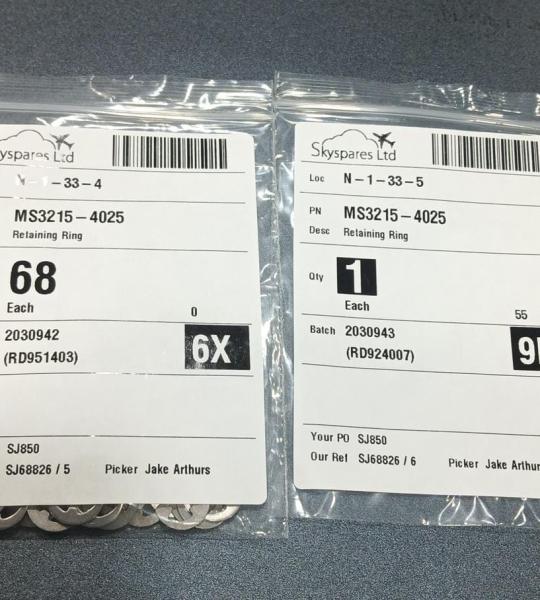 yspares Ltd
N-1-33-4
MS3215-4025
Retaining Ring
68
Each
0
2030942
(RD951403)
6X
SJ850
SJ68826 / 5 Picker Jake Arthurs
Skyspares Ltd
Loc N-1-33-5
PN MS3215-4025
Desc Retaining Ring
Qty 1
Each
55
Batch 2030943
(RD924007)
Your PO SJ850
Our Ref SJ68826 / 6 Picker Jake Arthur